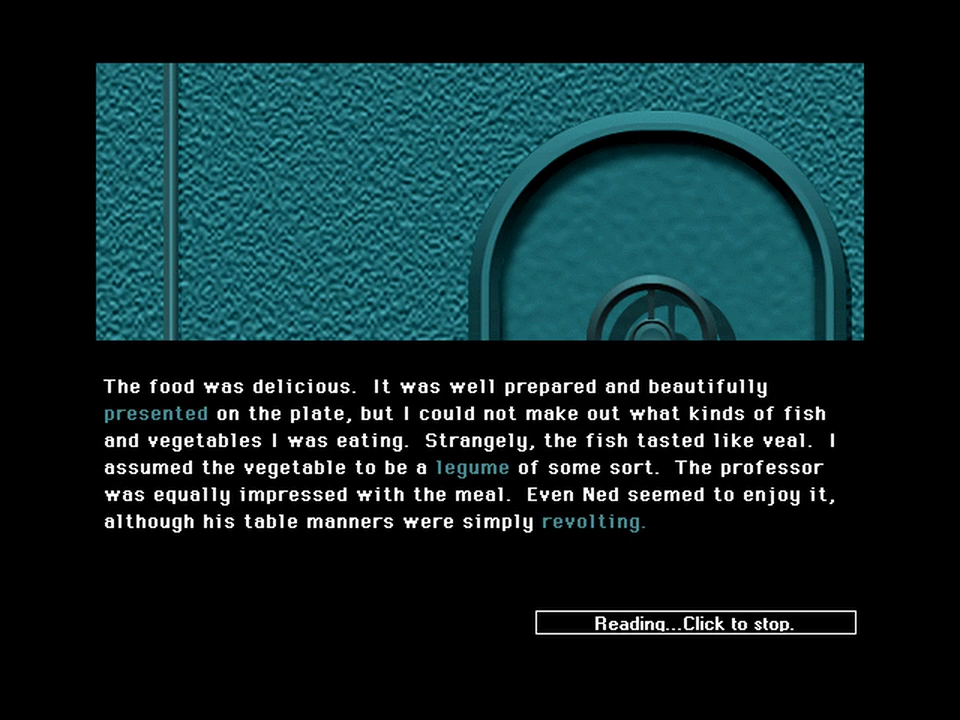 The food was delicious.  It was well prepared and beautifully
presented on the plate, but I could not make out what kinds of fish
and vegetables I was eating.  Strangely, the fish tasted like veal.  I
assumed the vegetable to be a legume of some sort.  The professor
was equally impressed with the meal.  Even Ned seemed to enjoy it,
although his table manners were simply revolting.
Reading...Click to stop.